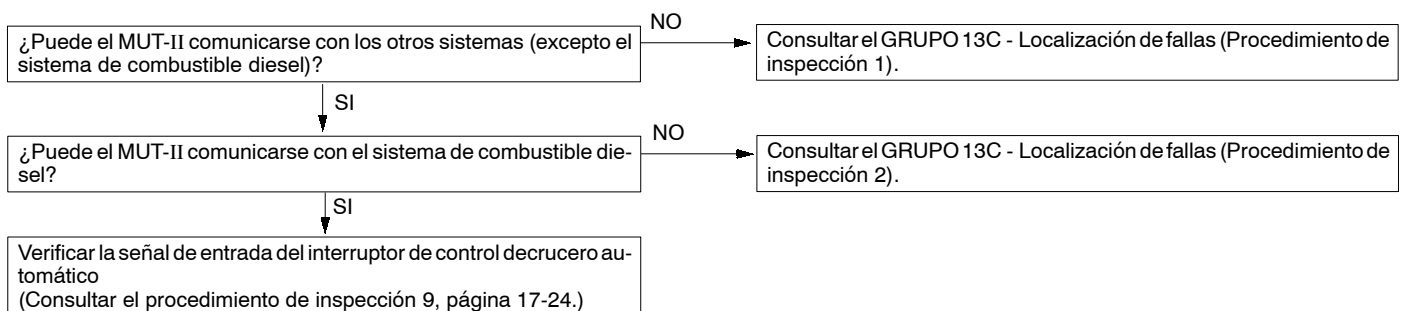 ¿Puede el MUT-II comunicarse con los otros sistemas (excepto el
sistema de combustible diesel)?
NO
Consultar el GRUPO 13C - Localización de fallas (Procedimiento de
inspección 1).
SI
¿Puede el MUT-II comunicarse con el sistema de combustible die-
sel?
NO
Consultar el GRUPO 13C - Localización de fallas (Procedimiento de
inspección 2).
SI
Verificar la señal de entrada del interruptor de control decrucero au-
tomático
(Consultar el procedimiento de inspección 9, página 17-24.)